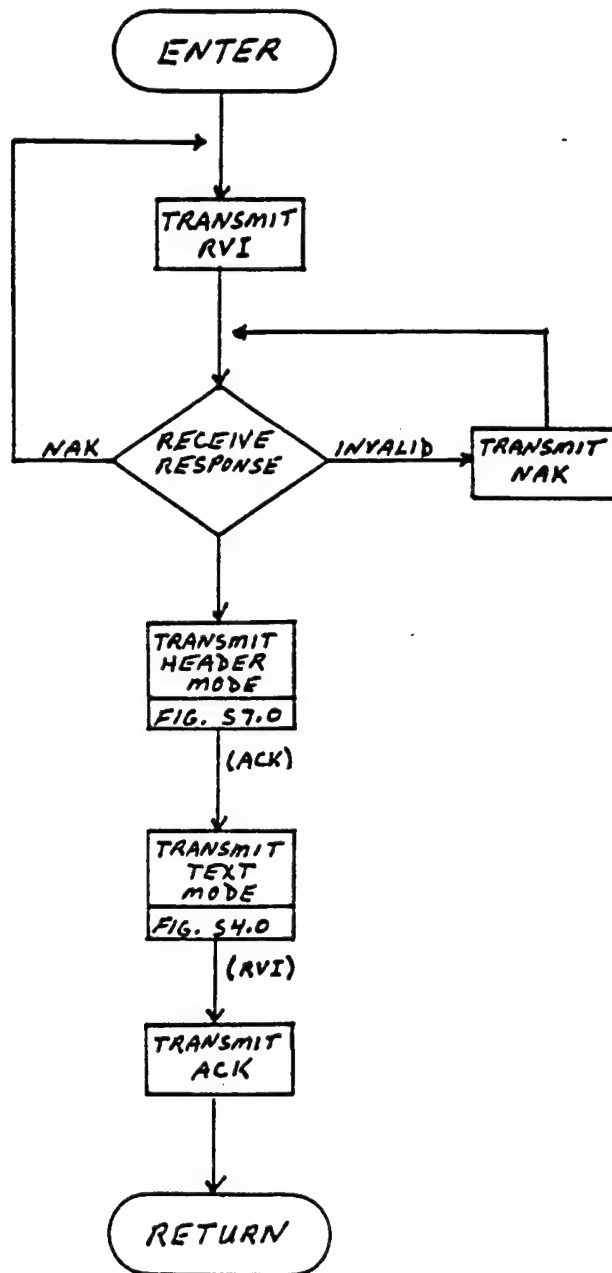 ENTER
TRANSMIT
RVI
NAK
RECEIVE
RESPONSE
INVALID
TRANSMIT
NAK
TRANSMIT
HEADER
MODE
FIG. S7.0
(ACK)
TRANSMIT
TEXT
MODE
FIG. S4.0
(RVI)
TRANSMIT
ACK
RETURN